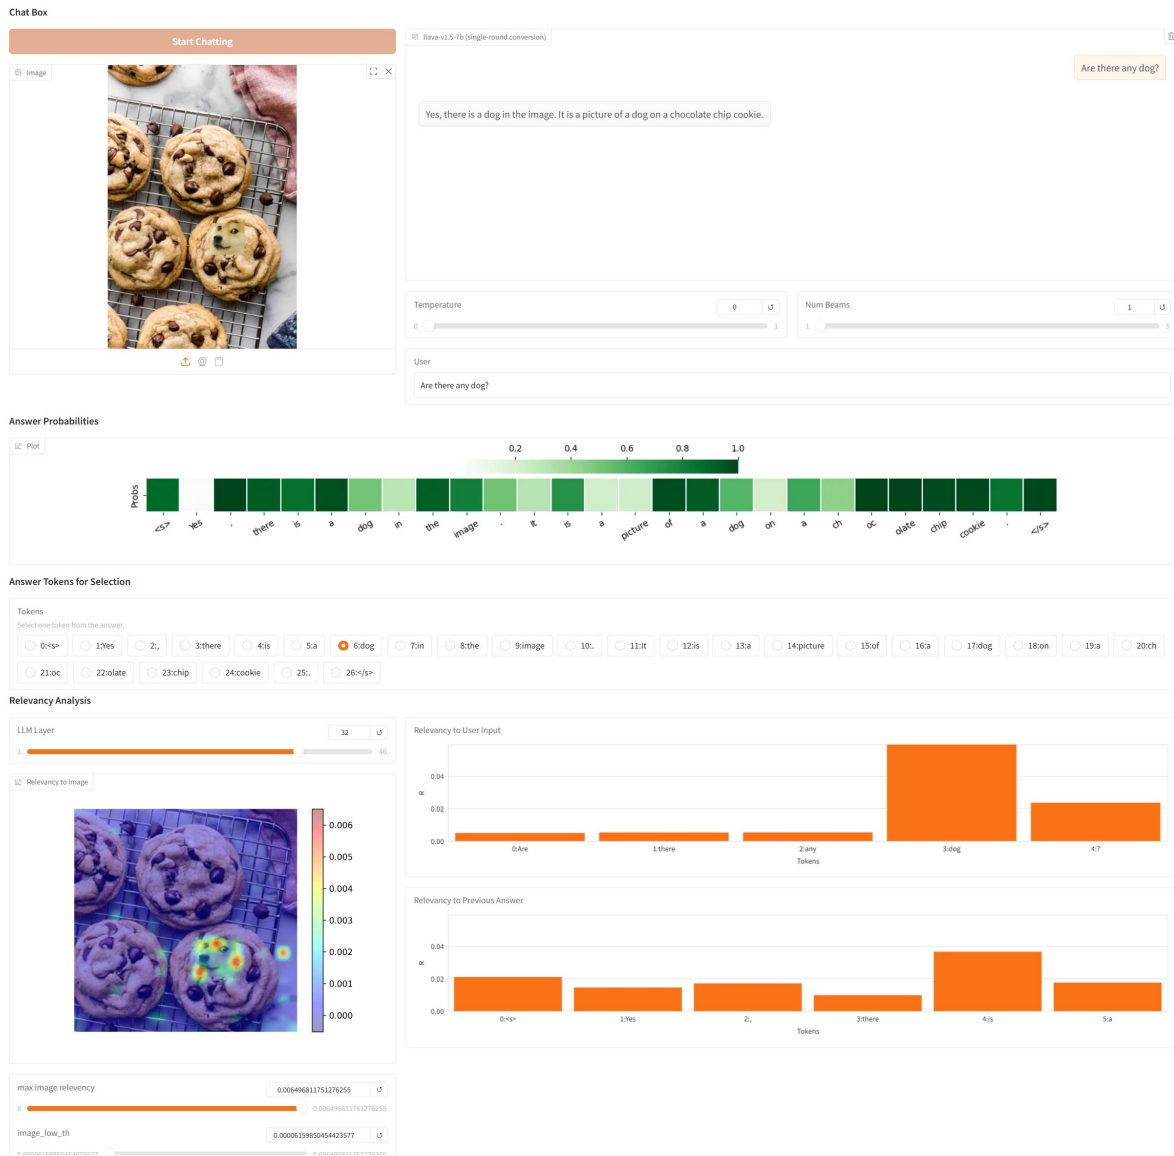 Chat Box
Start Chatting
Image
llava-v1.5-7b (single-round conversion)
Are there any dog?
Yes, there is a dog in the image. It is a picture of a dog on a chocolate chip cookie.
Temperature
0
0
1
Num Beams
1
1
5
User
Are there any dog?
Answer Probabilities
Plot
0.2 0.4 0.6 0.8 1.0
Probs
<s> Yes , there is a dog in the image . It is a picture of a dog on a ch oc olate chip cookie . </s>
Answer Tokens for Selection
Tokens
Select one token from the answer.
0:<s> 1:Yes 2:, 3:there 4:is 5:a 6:dog 7:in 8:the 9:image 10:. 11:It 12:is 13:a 14:picture 15:of 16:a 17:dog 18:on 19:a 20:ch
21:oc 22:olate 23:chip 24:cookie 25:. 26:</s>
Relevancy Analysis
LLM Layer
32
1
40
Relevancy to Image
0.006
0.005
0.004
0.003
0.002
0.001
0.000
Relevancy to User Input
0.04
0.02
0.00
R
0:Are 1:there 2:any 3:dog 4:?
Tokens
Relevancy to Previous Answer
0.04
0.02
0.00
R
0:<s> 1:Yes 2:, 3:there 4:is 5:a
Tokens
max image relevency
0.006496811751276255
0
0.006496811751276255
image_low_th
0.00006159850454423577
0.00006159850454423577
0.006496811751276255